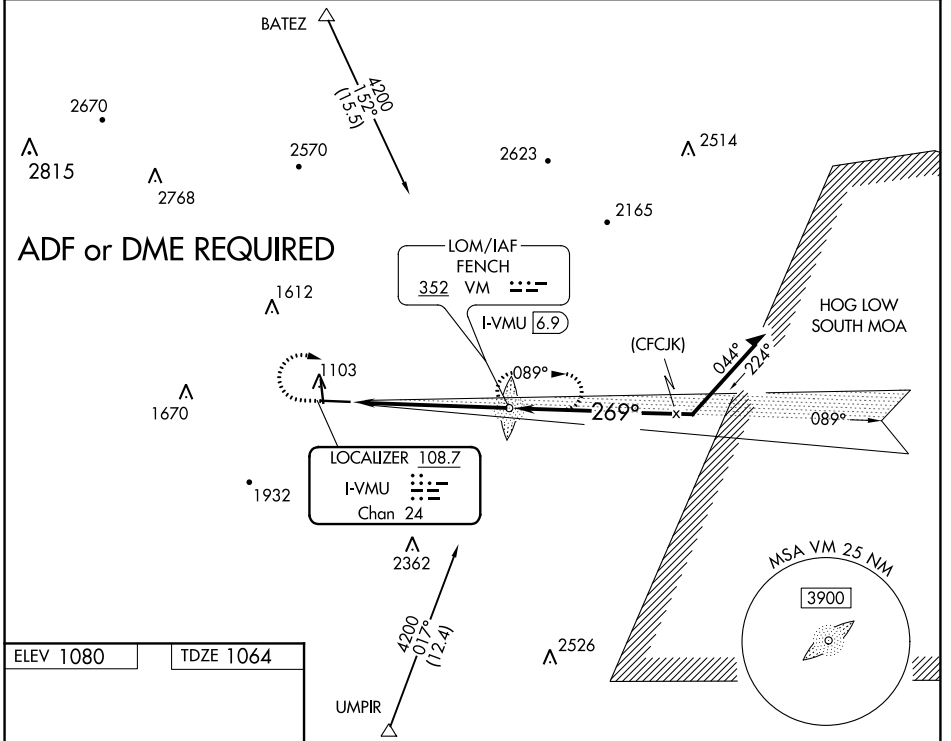 BATEZ
4200
152°
(15.5)
2670
2815
2768
2570
2623
2514
2165
ADF or DME REQUIRED
LOM/IAF
FENCH
352 VM
I-VMU 6.9
HOG LOW
SOUTH MOA
1612
(CFCJK)
044°
224°
1103
089°
1670
269°
089°
LOCALIZER 108.7
I-VMU
Chan 24
1932
2362
MSA VM 25 NM
3900
4200
017°
(12.4)
2526
ELEV 1080
TDZE 1064
UMPIR